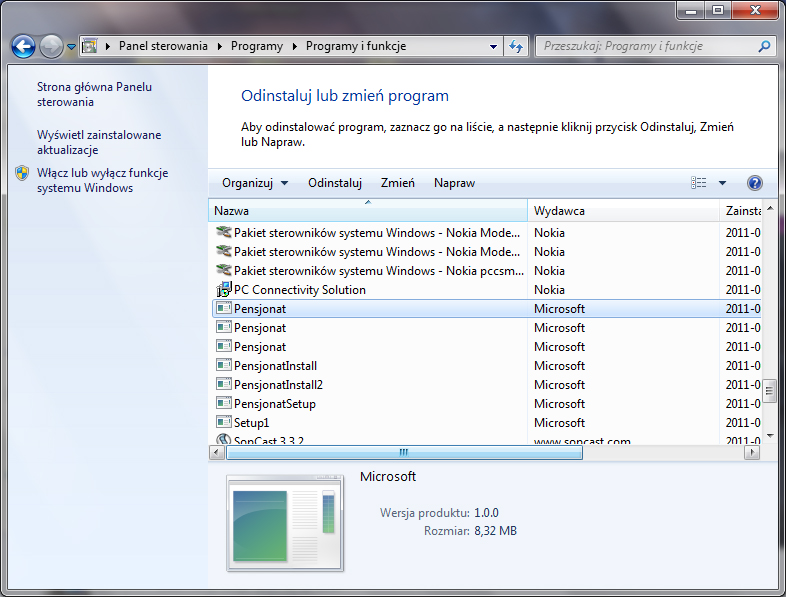 Panel sterowania Programy Programy i funkcje
Przeszukaj: Programy i funkcje
Strona główna Panelu
sterowania
Wyświetl zainstalowane
aktualizacje
Włącz lub wyłącz funkcje
systemu Windows
Odinstaluj lub zmień program
Aby odinstalować program, zaznacz go na liście, a następnie kliknij przycisk Odinstaluj, Zmień
lub Napraw.
Organizuj Odinstaluj Zmień Napraw
Nazwa Wydawca Zainsta
Pakiet sterowników systemu Windows - Nokia Mode... Nokia 2011-0
Pakiet sterowników systemu Windows - Nokia Mode... Nokia 2011-0
Pakiet sterowników systemu Windows - Nokia pccsm... Nokia 2011-0
PC Connectivity Solution Nokia 2011-0
Pensjonat Microsoft 2011-0
Pensjonat Microsoft 2011-0
Pensjonat Microsoft 2011-0
PensjonatInstall Microsoft 2011-0
PensjonatInstall2 Microsoft 2011-0
PensjonatSetup Microsoft 2011-0
Setup1 Microsoft 2011-0
SopCast 3.3.2 www.sopcast.com 2011-0
Microsoft
Wersja produktu: 1.0.0
Rozmiar: 8,32 MB